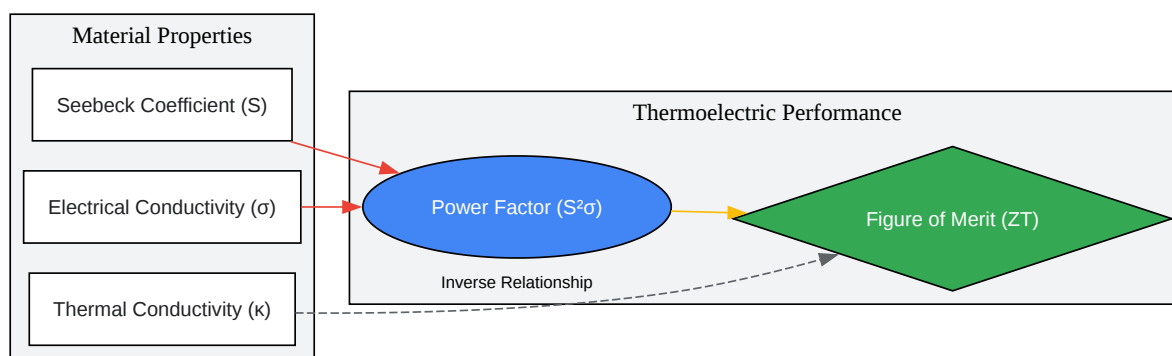 Material Properties
Seebeck Coefficient (S)
Electrical Conductivity (σ)
Thermal Conductivity (κ)
Thermoelectric Performance
Power Factor (S²σ)
Figure of Merit (ZT)
Inverse Relationship